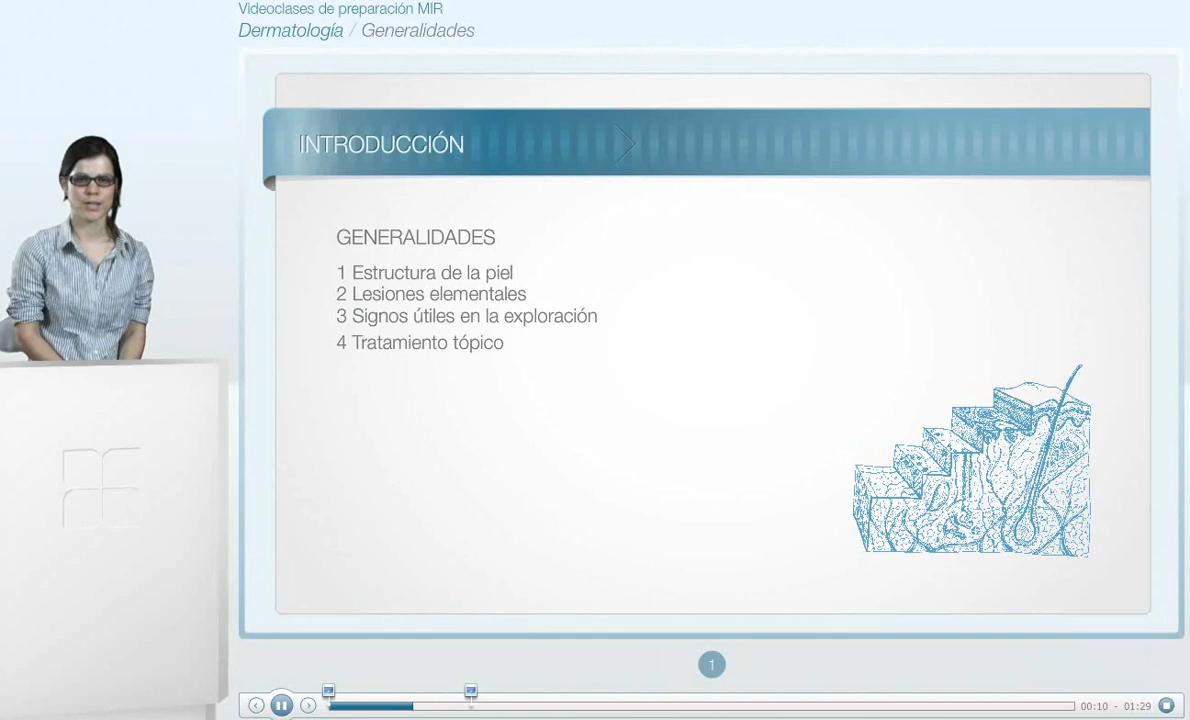 Videoclases de preparación MIR
Dermatología / Generalidades
INTRODUCCIÓN
GENERALIDADES
1 Estructura de la piel
2 Lesiones elementales
3 Signos útiles en la exploración
4 Tratamiento tópico
1
00:10 - 01:29